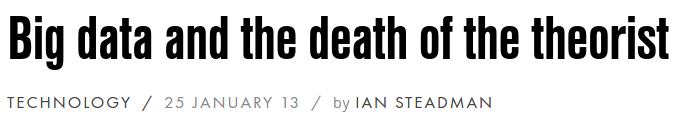 Big data and the death of the theorist
TECHNOLOGY / 25 JANUARY 13 / by IAN STEADMAN